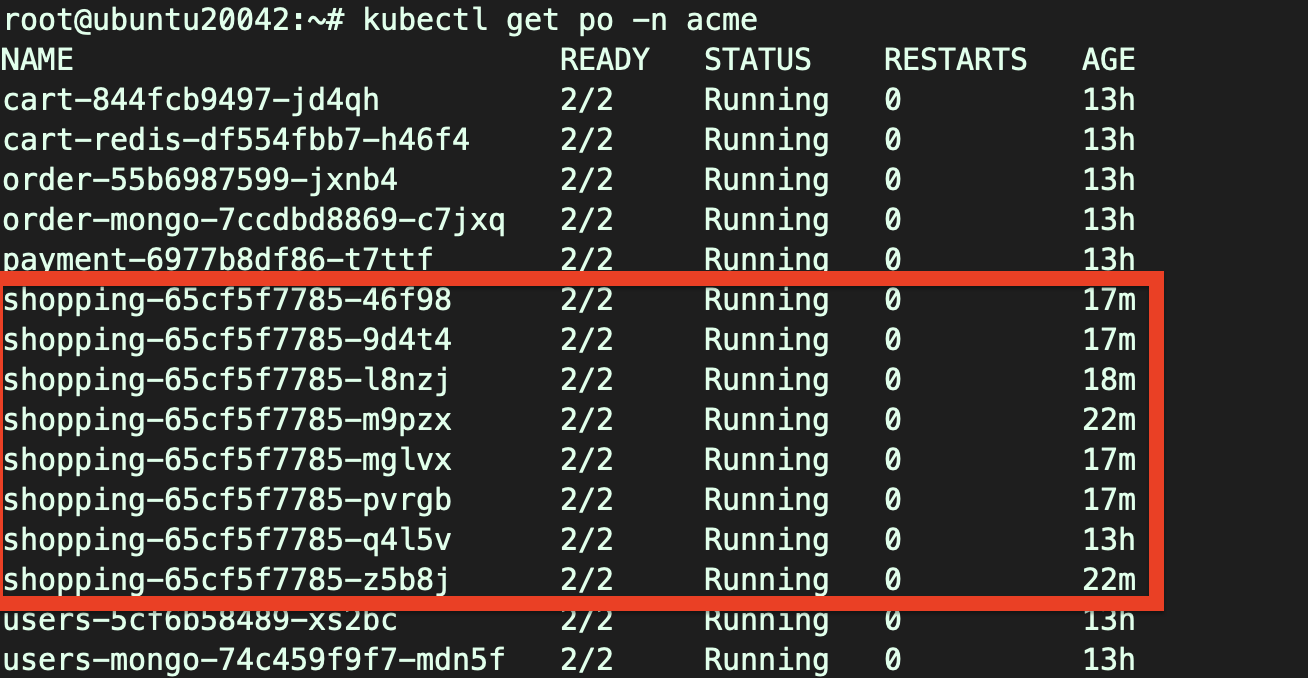 root@ubuntu20042:~# kubectl get po -n acme
NAME READY STATUS RESTARTS AGE
cart-844fcb9497-jd4qh 2/2 Running 0 13h
cart-redis-df554fbb7-h46f4 2/2 Running 0 13h
order-55b6987599-jxnb4 2/2 Running 0 13h
order-mongo-7ccdbd8869-c7jxq 2/2 Running 0 13h
payment-6977b8df86-t7ttf 2/2 Running 0 13h
shopping-65cf5f7785-46f98 2/2 Running 0 17m
shopping-65cf5f7785-9d4t4 2/2 Running 0 17m
shopping-65cf5f7785-l8nzj 2/2 Running 0 18m
shopping-65cf5f7785-m9pzx 2/2 Running 0 22m
shopping-65cf5f7785-mglvx 2/2 Running 0 17m
shopping-65cf5f7785-pvrgb 2/2 Running 0 17m
shopping-65cf5f7785-q4l5v 2/2 Running 0 13h
shopping-65cf5f7785-z5b8j 2/2 Running 0 22m
users-5cf6b58489-xs2bc 2/2 Running 0 13h
users-mongo-74c459f9f7-mdn5f 2/2 Running 0 13h